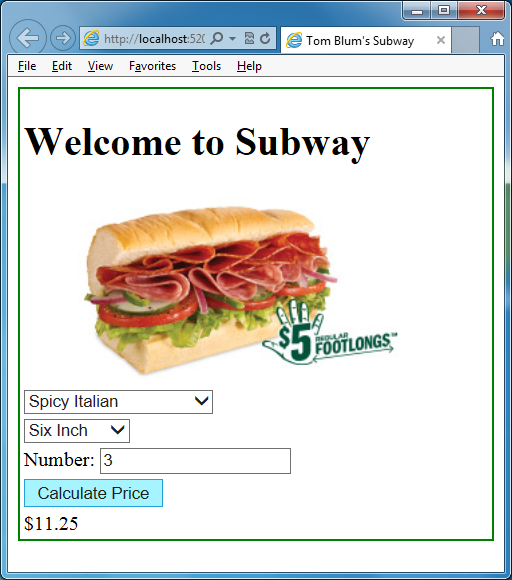 http://localhost:520
Tom Blum's Subway
File Edit View Favorites Tools Help
Welcome to Subway
$5 REGULAR FOOTLONGS™
Spicy Italian
Six Inch
Number: 3
Calculate Price
$11.25